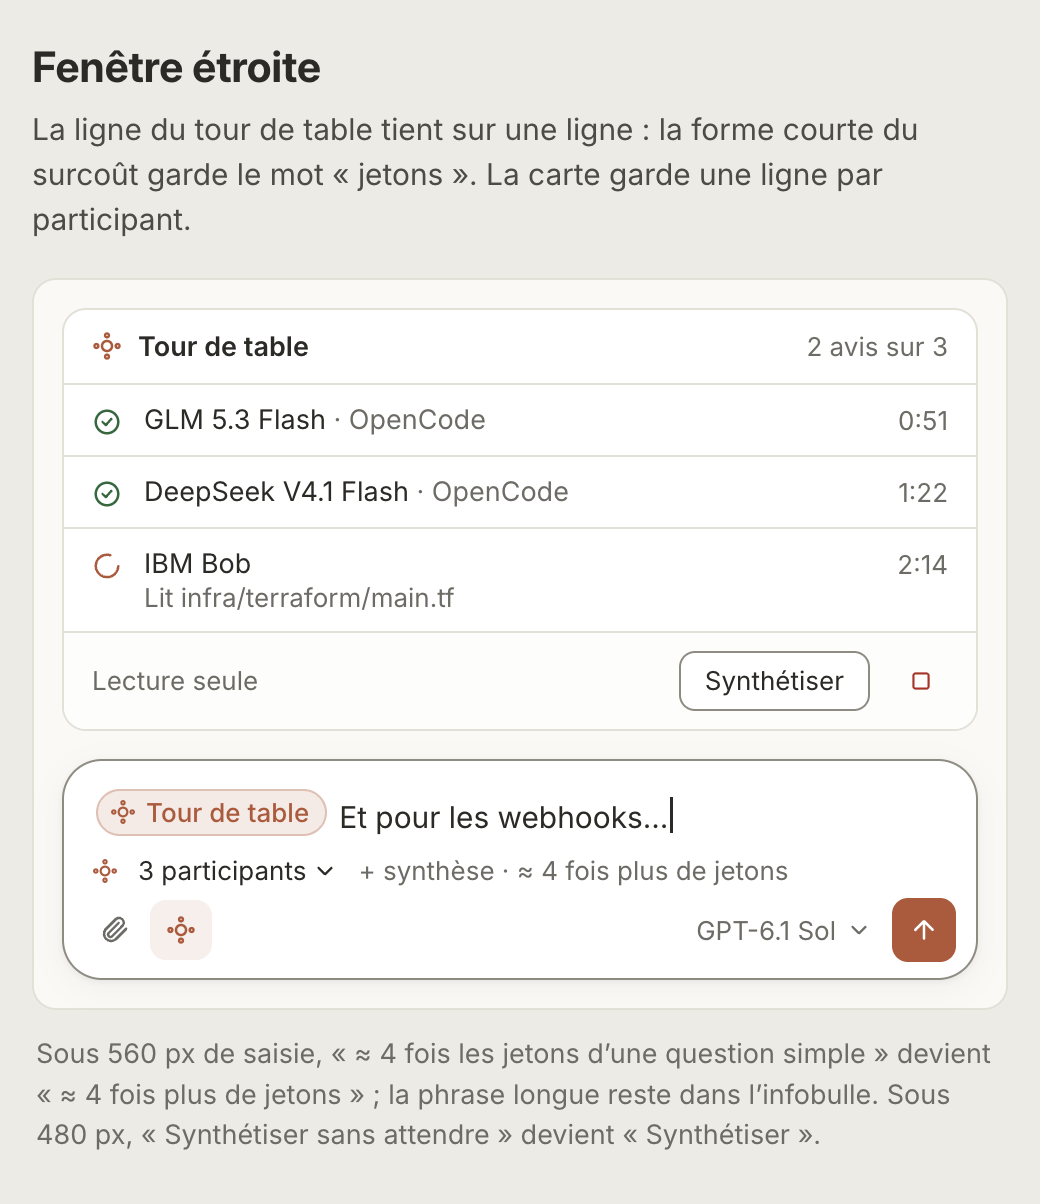 Fenêtre étroite
La ligne du tour de table tient sur une ligne : la forme courte du
surcoût garde le mot « jetons ». La carte garde une ligne par
participant.
Tour de table
2 avis sur 3
GLM 5.3 Flash · OpenCode
0:51
DeepSeek V4.1 Flash · OpenCode
1:22
IBM Bob
2:14
Lit infra/terraform/main.tf
Lecture seule
Synthétiser
Tour de table Et pour les webhooks...
3 participants + synthèse · ≈ 4 fois plus de jetons
GPT-6.1 Sol
Sous 560 px de saisie, « ≈ 4 fois les jetons d’une question simple » devient
« ≈ 4 fois plus de jetons » ; la phrase longue reste dans l’infobulle. Sous
480 px, « Synthétiser sans attendre » devient « Synthétiser ».